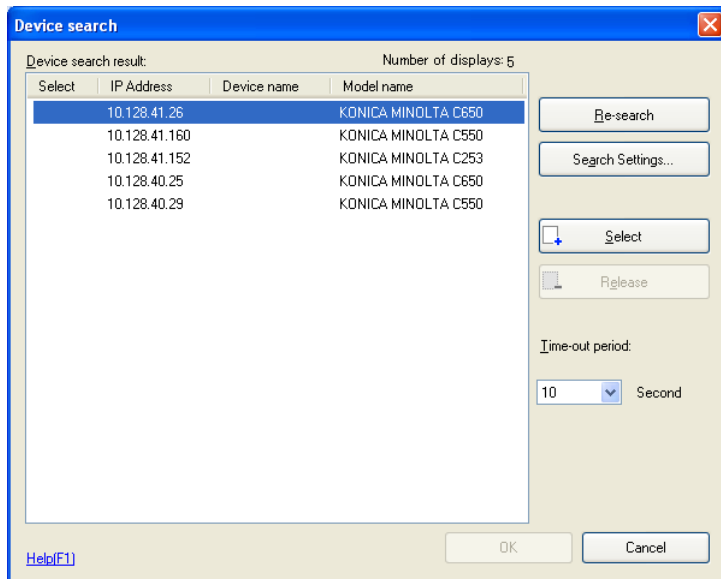 Device search
Device search result: Number of displays: 5
Select IP Address Device name Model name
10.128.41.26 KONICA MINOLTA C650
10.128.41.160 KONICA MINOLTA C550
10.128.41.152 KONICA MINOLTA C253
10.128.40.25 KONICA MINOLTA C650
10.128.40.29 KONICA MINOLTA C550
Re-search
Search Settings...
Select
Release
Time-out period:
10 Second
OK Cancel
Help(F1)